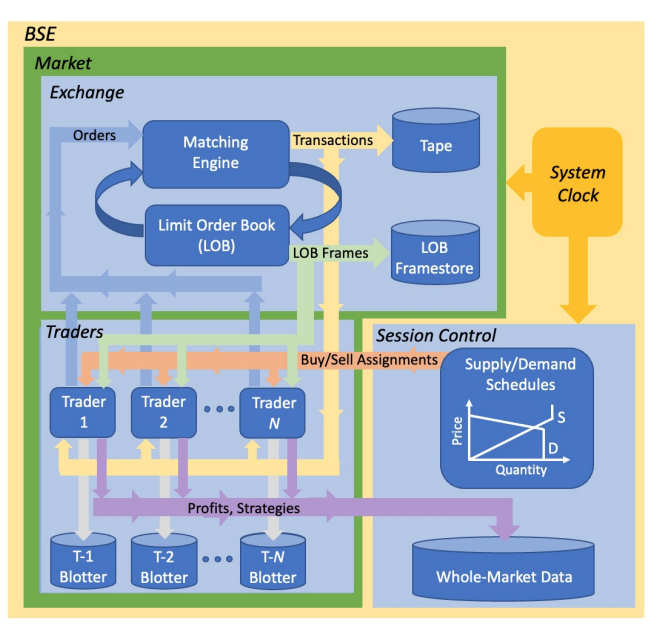 BSE
Market
Exchange
Orders
Matching
Engine
Transactions
Tape
System
Clock
Limit Order Book
(LOB)
LOB Frames
LOB
Framestore
Traders
Session Control
Buy/Sell Assignments
Supply/Demand
Schedules
Trader
1
Trader
2
Trader
N
Price
S
D
Quantity
Profits, Strategies
T-1
Blotter
T-2
Blotter
T-N
Blotter
Whole-Market Data